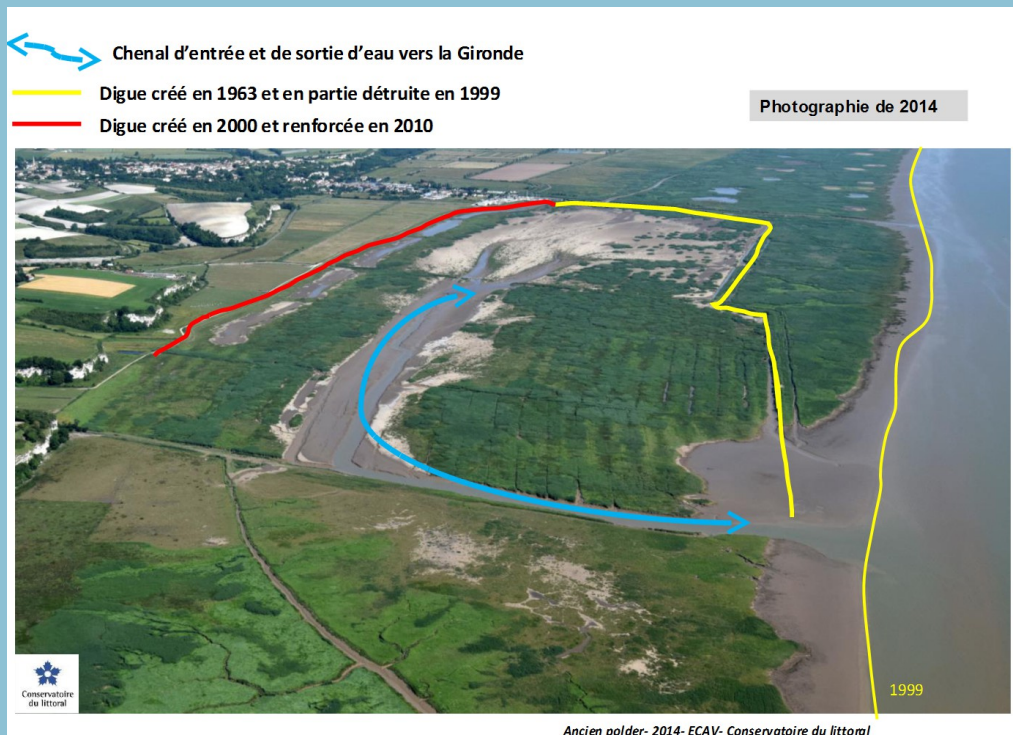 Chenal d'entrée et de sortie d'eau vers la Gironde
Digue créé en 1963 et en partie détruite en 1999
Photographie de 2014
Digue créé en 2000 et renforcée en 2010
1999
Conservatoire
du littoral
Ancien polder- 2014- ECAV- Conservatoire du littoral